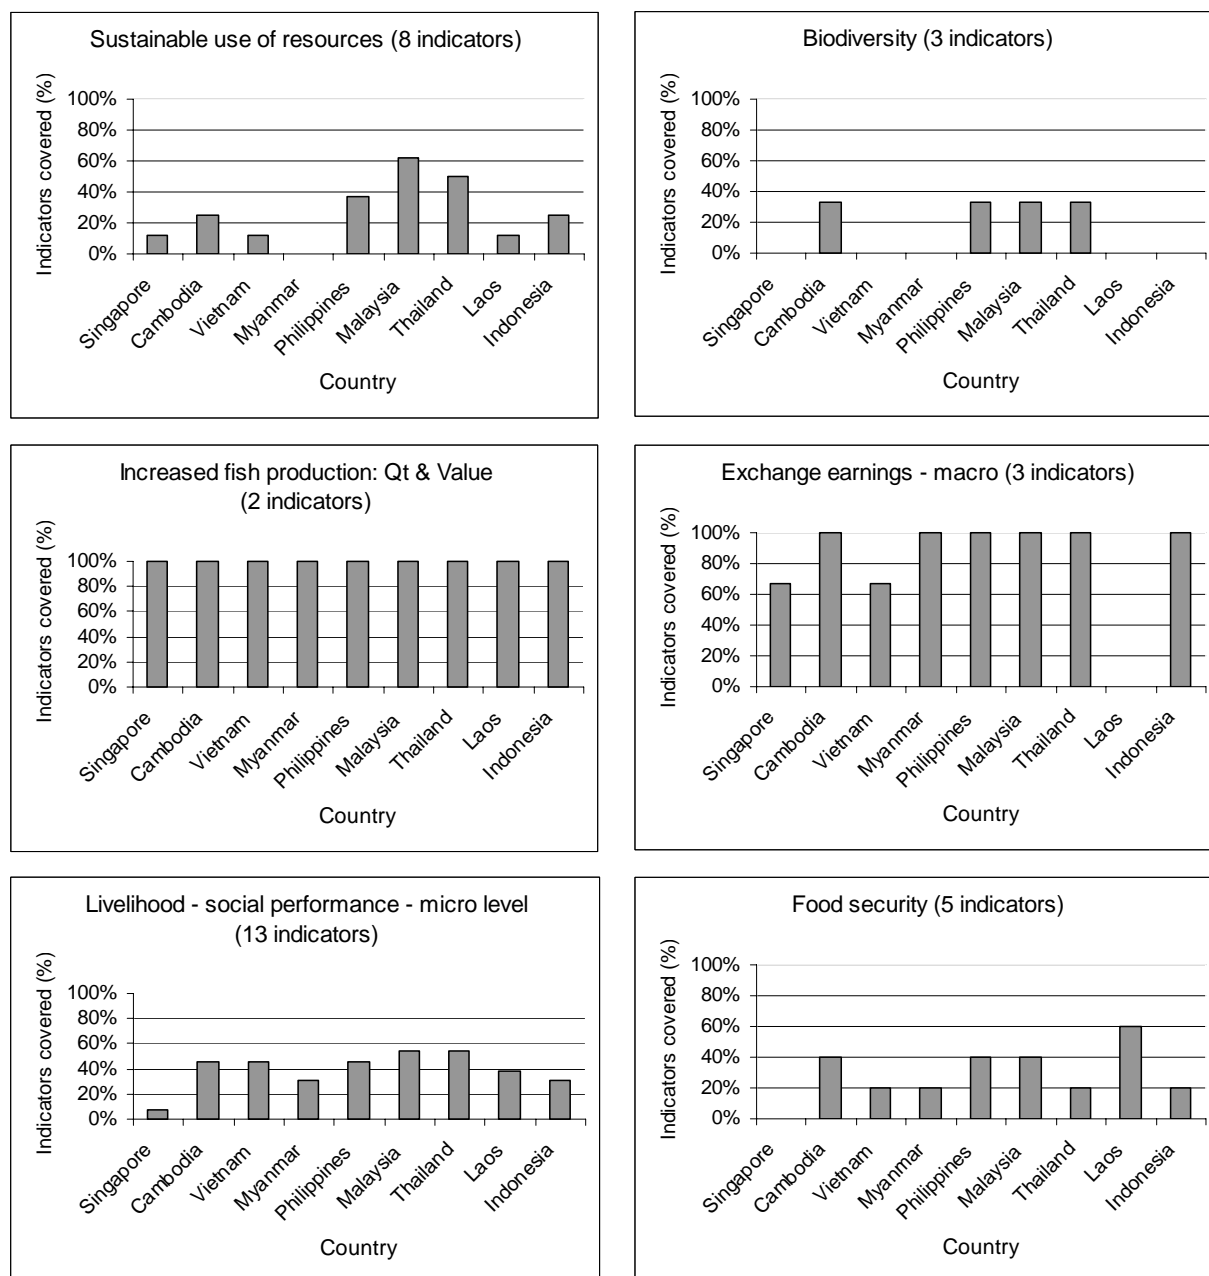 Sustainable use of resources (8 indicators)
Indicators covered (%)
100%
80%
60%
40%
20%
0%
Singapore
Cambodia
Vietnam
Myanmar
Philippines
Malaysia
Thailand
Laos
Indonesia
Country
Biodiversity (3 indicators)
Indicators covered (%)
100%
80%
60%
40%
20%
0%
Singapore
Cambodia
Vietnam
Myanmar
Philippines
Malaysia
Thailand
Laos
Indonesia
Country
Increased fish production: Qt & Value
(2 indicators)
Indicators covered (%)
100%
80%
60%
40%
20%
0%
Singapore
Cambodia
Vietnam
Myanmar
Philippines
Malaysia
Thailand
Laos
Indonesia
Country
Exchange earnings - macro (3 indicators)
Indicators covered (%)
100%
80%
60%
40%
20%
0%
Singapore
Cambodia
Vietnam
Myanmar
Philippines
Malaysia
Thailand
Laos
Indonesia
Country
Livelihood - social performance - micro level
(13 indicators)
Indicators covered (%)
100%
80%
60%
40%
20%
0%
Singapore
Cambodia
Vietnam
Myanmar
Philippines
Malaysia
Thailand
Laos
Indonesia
Country
Food security (5 indicators)
Indicators covered (%)
100%
80%
60%
40%
20%
0%
Singapore
Cambodia
Vietnam
Myanmar
Philippines
Malaysia
Thailand
Laos
Indonesia
Country